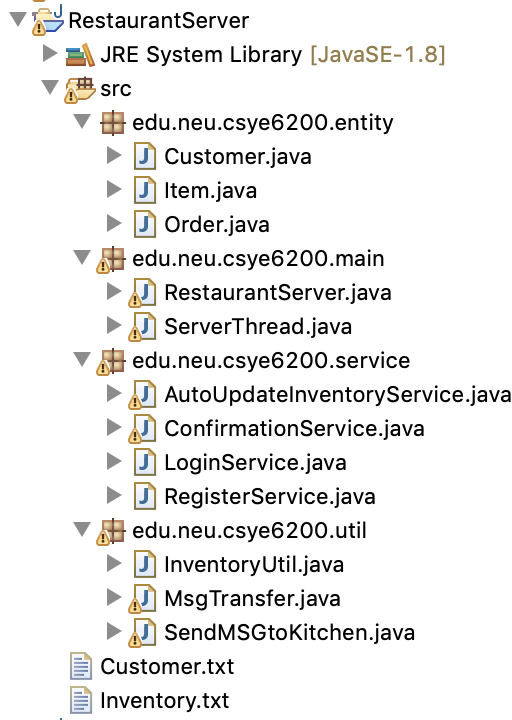 RestaurantServer
JRE System Library [JavaSE-1.8]
src
edu.neu.csye6200.entity
Customer.java
Item.java
Order.java
edu.neu.csye6200.main
RestaurantServer.java
ServerThread.java
edu.neu.csye6200.service
AutoUpdateInventoryService.java
ConfirmationService.java
LoginService.java
RegisterService.java
edu.neu.csye6200.util
InventoryUtil.java
MsgTransfer.java
SendMSGtoKitchen.java
Customer.txt
Inventory.txt